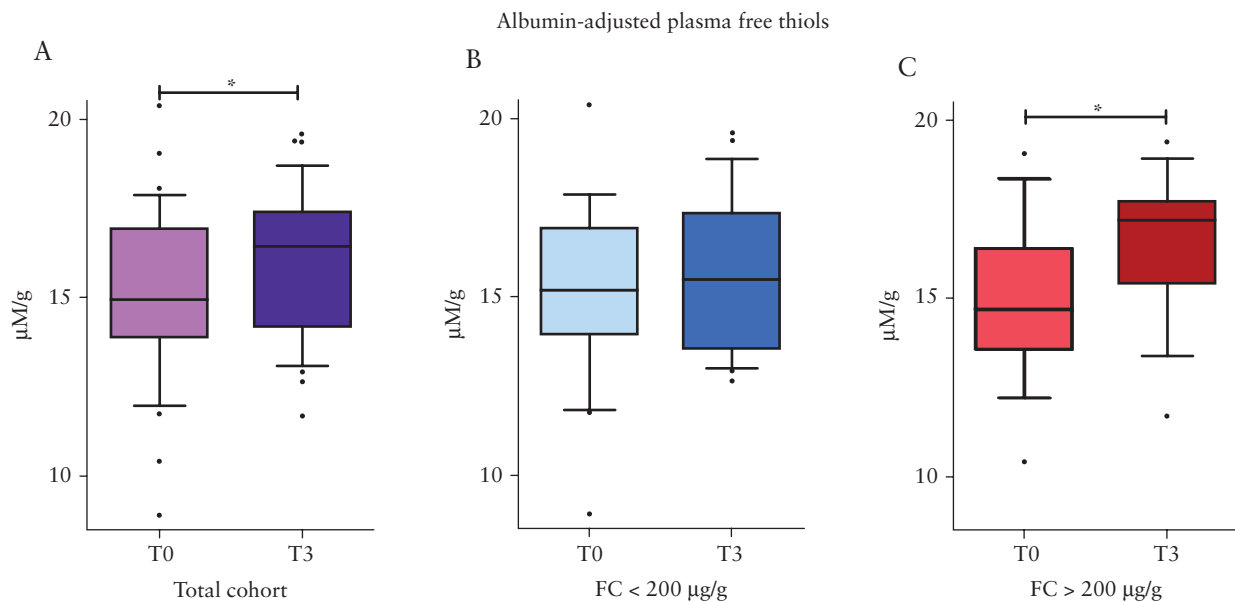 Albumin-adjusted plasma free thiols
A
*
20
15
10
µM/g
T0 T3
Total cohort
B
20
15
10
µM/g
T0 T3
FC < 200 µg/g
C
*
20
15
10
µM/g
T0 T3
FC > 200 µg/g